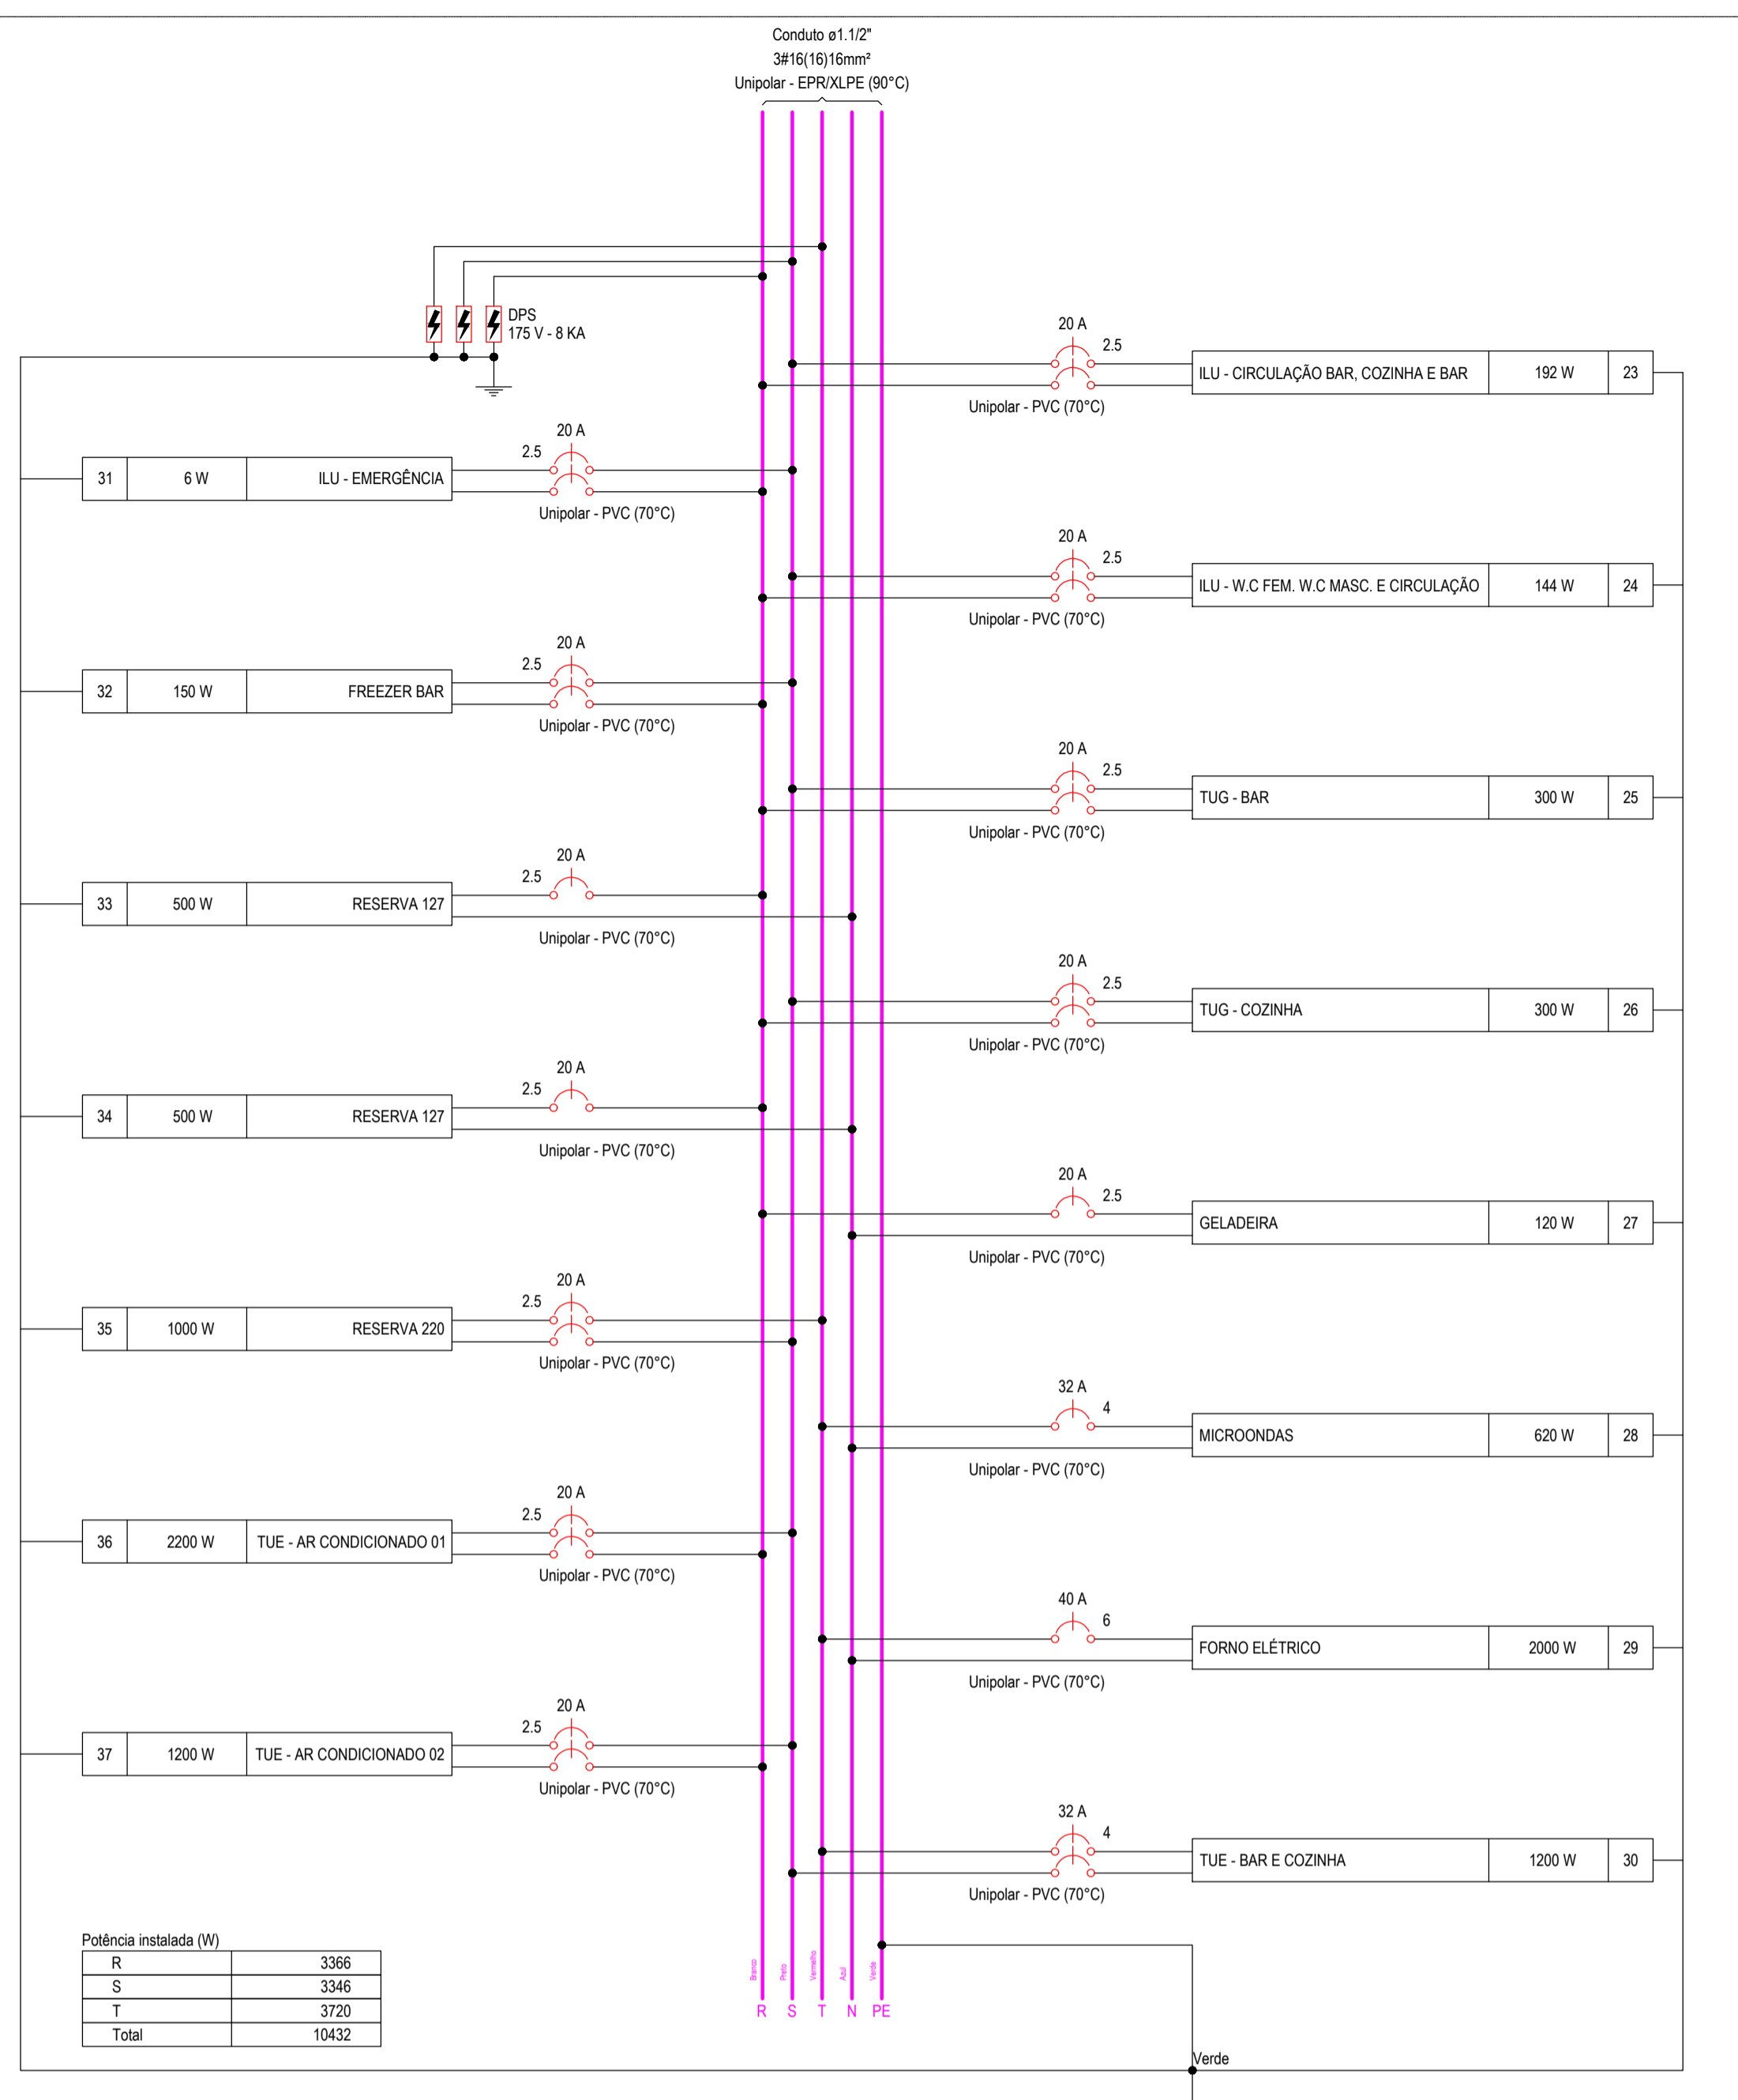 Conduto ø1.1/2"
3#16(16)16mm²
Unipolar - EPR/XLPE (90°C)
DPS
175 V - 8 KA
20 A
2.5
ILU - CIRCULAÇÃO BAR, COZINHA E BAR 192 W 23
Unipolar - PVC (70°C)
20 A
2.5
31 6 W ILU - EMERGÊNCIA
Unipolar - PVC (70°C)
20 A
2.5
ILU - W.C FEM. W.C MASC. E CIRCULAÇÃO 144 W 24
Unipolar - PVC (70°C)
20 A
2.5
32 150 W FREEZER BAR
Unipolar - PVC (70°C)
20 A
2.5
TUG - BAR 300 W 25
Unipolar - PVC (70°C)
20 A
2.5
33 500 W RESERVA 127
Unipolar - PVC (70°C)
20 A
2.5
TUG - COZINHA 300 W 26
Unipolar - PVC (70°C)
20 A
2.5
34 500 W RESERVA 127
Unipolar - PVC (70°C)
20 A
2.5
GELADEIRA 120 W 27
Unipolar - PVC (70°C)
20 A
2.5
35 1000 W RESERVA 220
Unipolar - PVC (70°C)
32 A
4
MICROONDAS 620 W 28
Unipolar - PVC (70°C)
20 A
2.5
36 2200 W TUE - AR CONDICIONADO 01
Unipolar - PVC (70°C)
40 A
6
FORNO ELÉTRICO 2000 W 29
Unipolar - PVC (70°C)
20 A
2.5
37 1200 W TUE - AR CONDICIONADO 02
Unipolar - PVC (70°C)
32 A
4
TUE - BAR E COZINHA 1200 W 30
Unipolar - PVC (70°C)
Potência instalada (W)
R 3366
S 3346
T 3720
Total 10432
Branco Preto Vermelho Azul Verde
R S T N PE
Verde